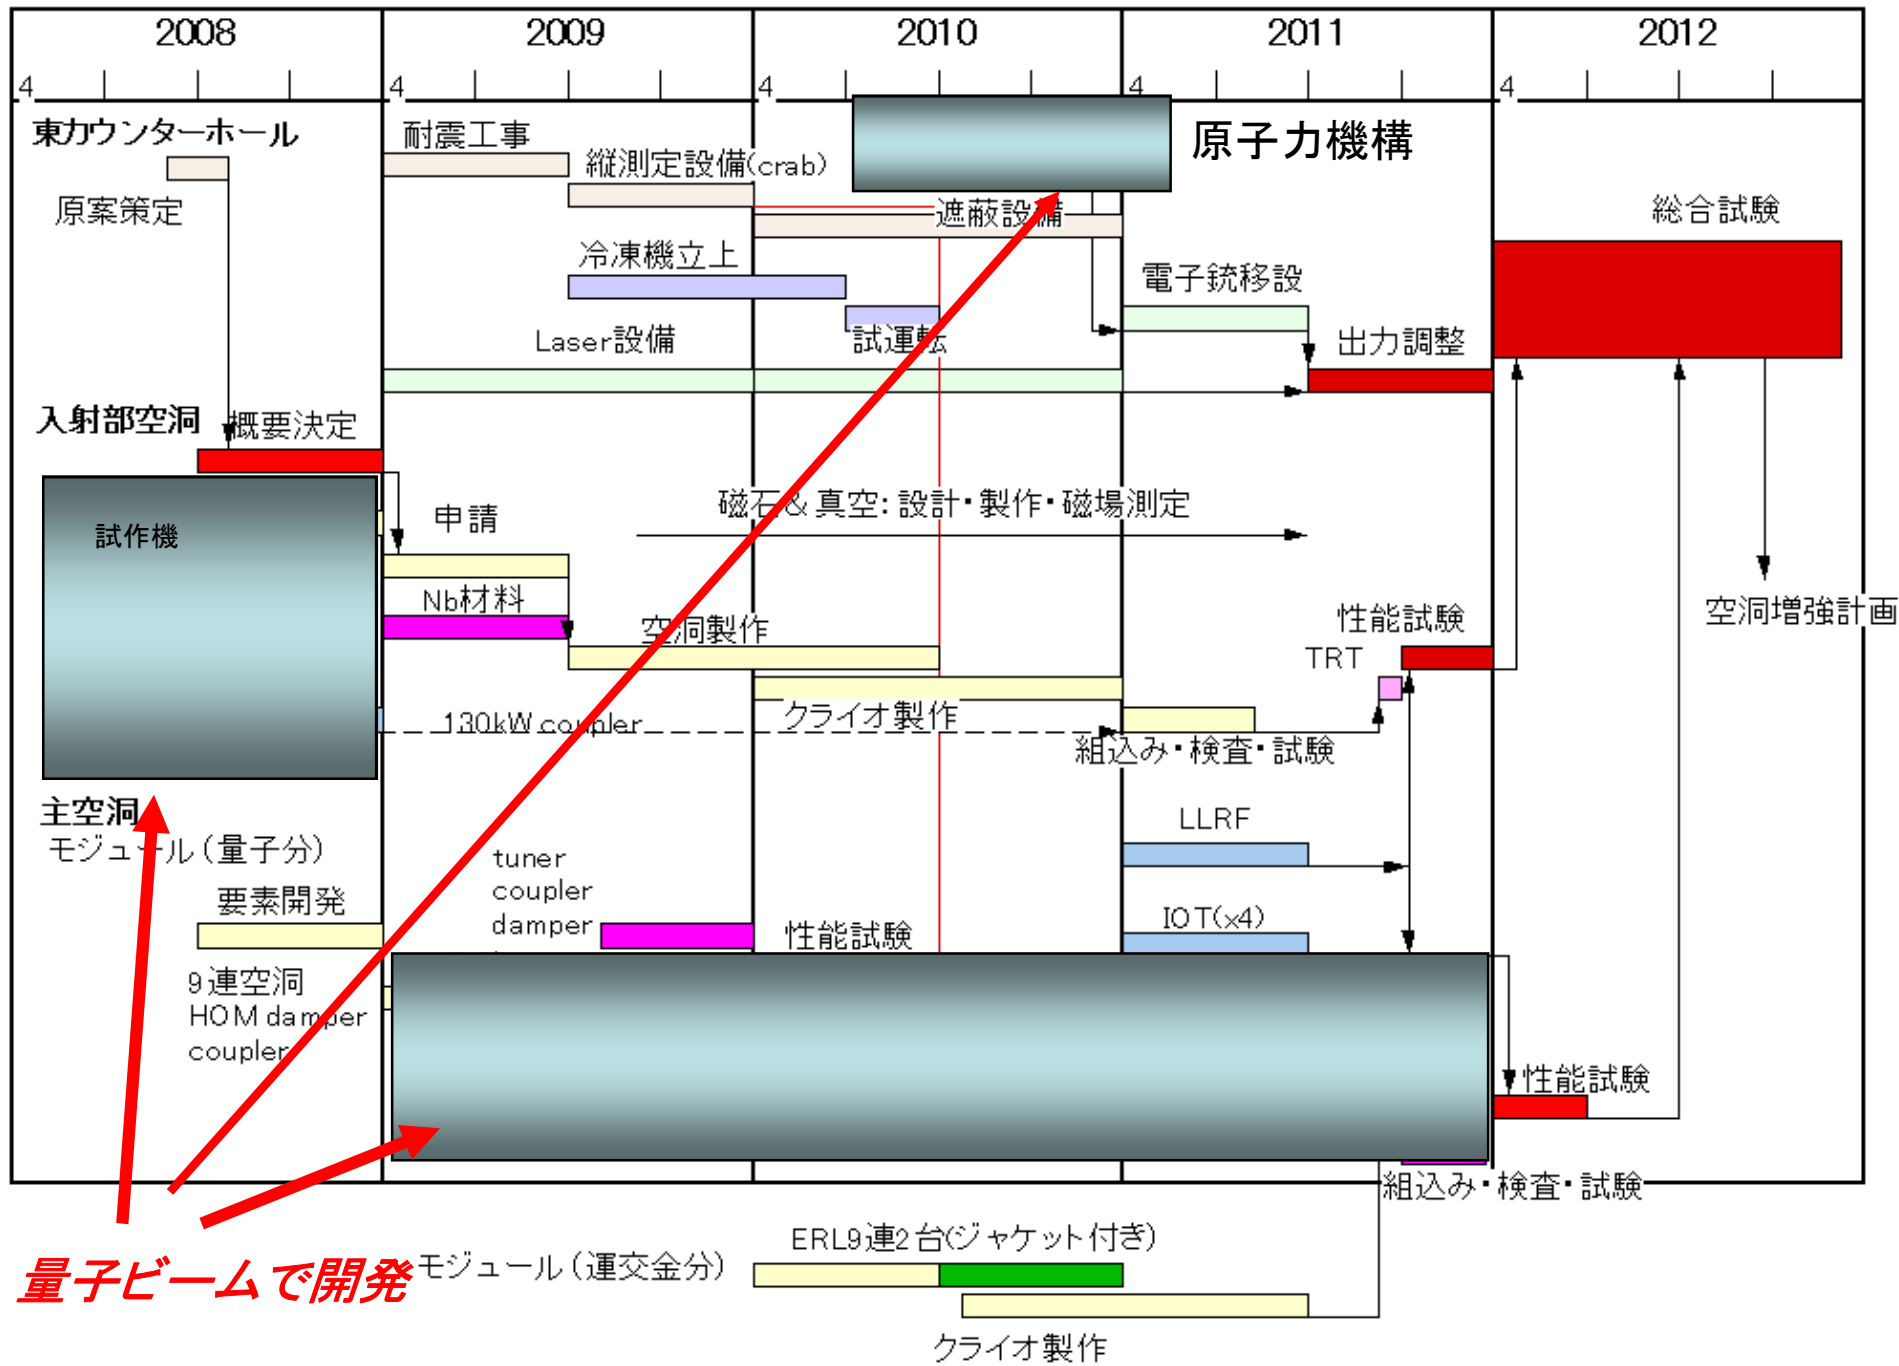 2008
2009
2010
2011
2012
4
4
4
4
4
東カウンターホール
耐震工事
原子力機構
縦測定設備(crab)
原案策定
遮蔽設備
総合試験
冷凍機立上
電子銃移設
Laser設備
試運転
出力調整
入射部空洞
概要決定
磁石& 真空: 設計・製作・磁場測定
申請
試作機
Nb材料
空洞製作
性能試験
空洞増強計画
TRT
130kW coupler
クライオ製作
組込み・検査・試験
主空洞
モジュール(量子分)
LLRF
tuner
coupler
damper
要素開発
IOT(x4)
性能試験
9連空洞
HOM damper
coupler
性能試験
組込み・検査・試験
ERL9連2台(ジャケット付き)
モジュール(運交金分)
量子ビームで開発
クライオ製作